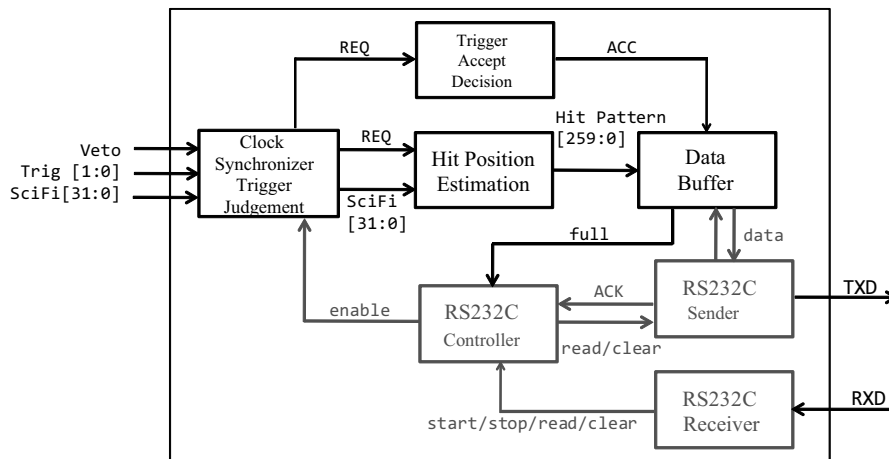 REQ
Trigger
Accept
Decision
ACC
Hit Pattern
[259:0]
Veto
Trig [1:0]
SciFi[31:0]
Clock
Synchronizer
Trigger
Judgement
REQ
SciFi
[31:0]
Hit Position
Estimation
Data
Buffer
full
data
enable
RS232C
Controller
ACK
read/clear
RS232C
Sender
TXD
start/stop/read/clear
RS232C
Receiver
RXD